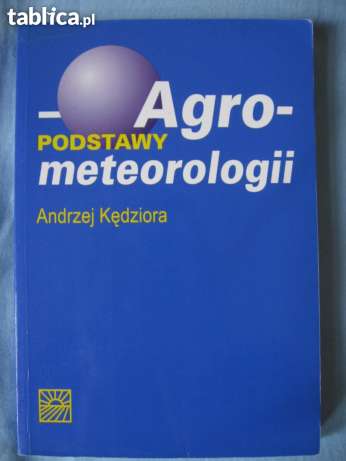 tablica.pl
Agro-
PODSTAWY
meteorologii
Andrzej Kędziora